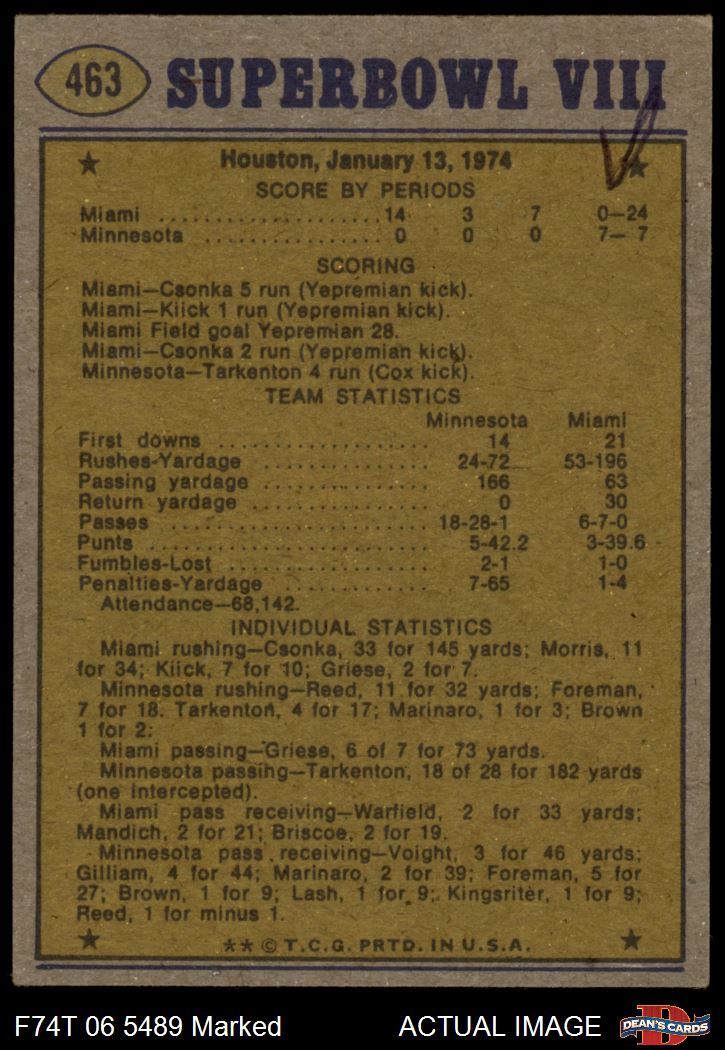 463 SUPERBOWL VIII
Houston, January 13, 1974
SCORE BY PERIODS
Miami .................... 14 3 7 0—24
Minnesota ................ 0 0 0 7— 7
SCORING
Miami—Csonka 5 run (Yepremian kick).
Miami—Kiick 1 run (Yepremian kick).
Miami Field goal Yepremian 28.
Miami—Csonka 2 run (Yepremian kick).
Minnesota—Tarkenton 4 run (Cox kick).
TEAM STATISTICS
Minnesota Miami
First downs .................. 14 21
Rushes-Yardage .............. 24-72 53-196
Passing yardage .............. 166 63
Return yardage ............... 0 30
Passes ...................... 18-28-1 6-7-0
Punts ........................ 5-42.2 3-39.6
Fumbles-Lost ................. 2-1 1-0
Penalties-Yardage ............ 7-65 1-4
Attendance—68,142.
INDIVIDUAL STATISTICS
Miami rushing—Csonka, 33 for 145 yards; Morris, 11
for 34; Kiick, 7 for 10; Griese, 2 for 7.
Minnesota rushing—Reed, 11 for 32 yards; Foreman,
7 for 18. Tarkenton, 4 for 17; Marinaro, 1 for 3; Brown
1 for 2:
Miami passing—Griese, 6 of 7 for 73 yards.
Minnesota passing—Tarkenton, 18 of 28 for 182 yards
(one intercepted).
Miami pass receiving—Warfield, 2 for 33 yards;
Mandich, 2 for 21; Briscoe, 2 for 19.
Minnesota pass receiving—Voight, 3 for 46 yards;
Gilliam, 4 for 44; Marinaro, 2 for 39; Foreman, 5 for
27; Brown, 1 for 9; Lash, 1 for 9; Kingsriter, 1 for 9;
Reed, 1 for minus 1.
** © T.C.G. PRTD. IN U.S.A.
F74T 06 5489 Marked ACTUAL IMAGE D DEAN'S CARDS